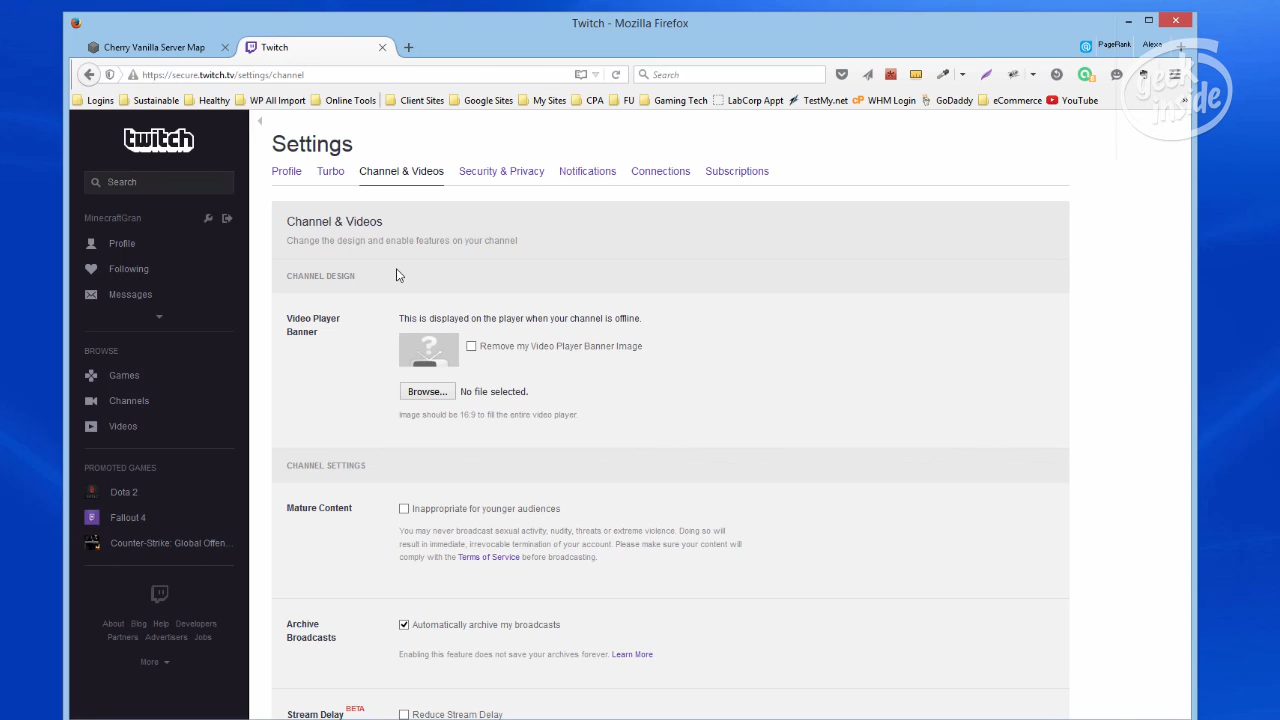 Twitch - Mozilla Firefox
Cherry Vanilla Server Map
Twitch
PageRank
Alexa
https://secure.twitch.tv/settings/channel
Search
Logins
Sustainable
Healthy
WP All Import
Online Tools
Client Sites
Google Sites
My Sites
CPA
FU
Gaming Tech
LabCorp Appt
TestMy.net
cP WHM Login
GoDaddy
eCommerce
YouTube
geek inside
twitch
Search
MinecraftGran
Profile
Following
Messages
BROWSE
Games
Channels
Videos
PROMOTED GAMES
Dota 2
Fallout 4
Counter-Strike: Global Offen...
About Blog Help Developers
Partners Advertisers Jobs
More
Settings
Profile
Turbo
Channel & Videos
Security & Privacy
Notifications
Connections
Subscriptions
Channel & Videos
Change the design and enable features on your channel
CHANNEL DESIGN
Video Player
Banner
This is displayed on the player when your channel is offline.
Remove my Video Player Banner Image
Browse... No file selected.
Image should be 16:9 to fill the entire video player
CHANNEL SETTINGS
Mature Content
Inappropriate for younger audiences
You may never broadcast sexual activity, nudity, threats or extreme violence. Doing so will
result in immediate, irrevocable termination of your account. Please make sure your content will
comply with the Terms of Service before broadcasting.
Archive
Broadcasts
Automatically archive my broadcasts
Enabling this feature does not save your archives forever. Learn More
Stream Delay BETA
Reduce Stream Delay